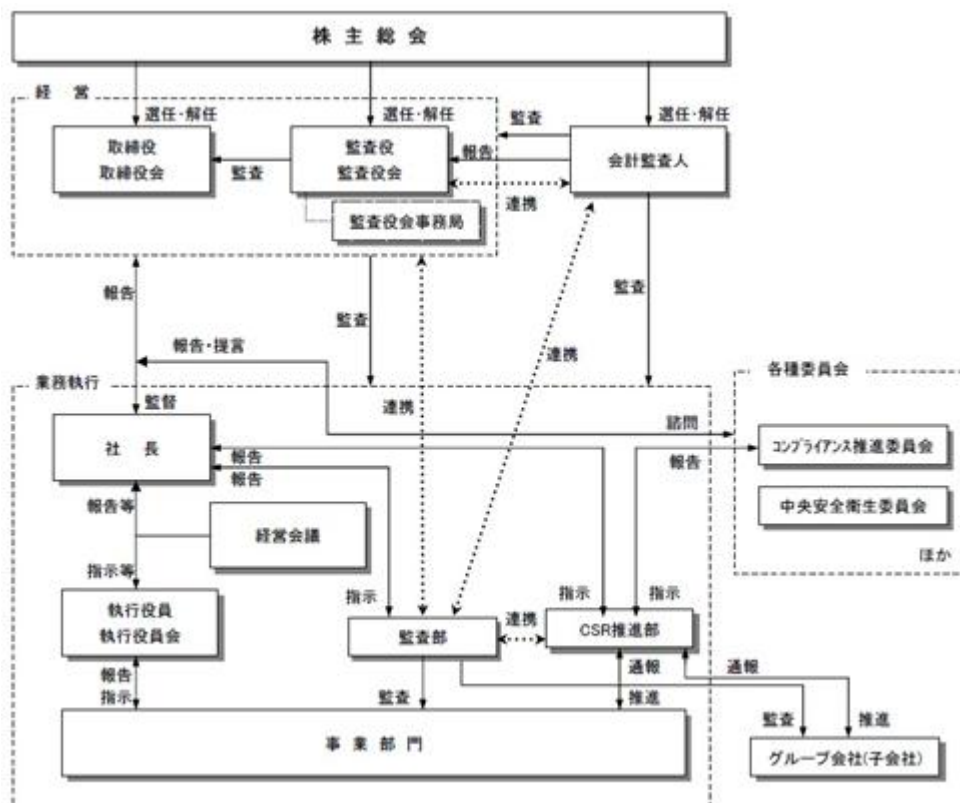 株 主 総 会
経 営
選任・解任
選任・解任
監査
選任・解任
取締役
取締役会
監査
監査役
監査役会
報告
会計監査人
連携
監査役会事務局
報告
監査
監査
報告・提言
連携
各種委員会
業務執行
監督
連携
諮問
社 長
報告
報告
報告
コンプライアンス推進委員会
報告等
経営会議
中央安全衛生委員会
ほか
指示等
指示
指示
指示
執行役員
執行役員会
監査部
連携
CSR推進部
報告
指示
監査
通報
推進
通報
監査
推進
事 業 部 門
グループ会社(子会社)